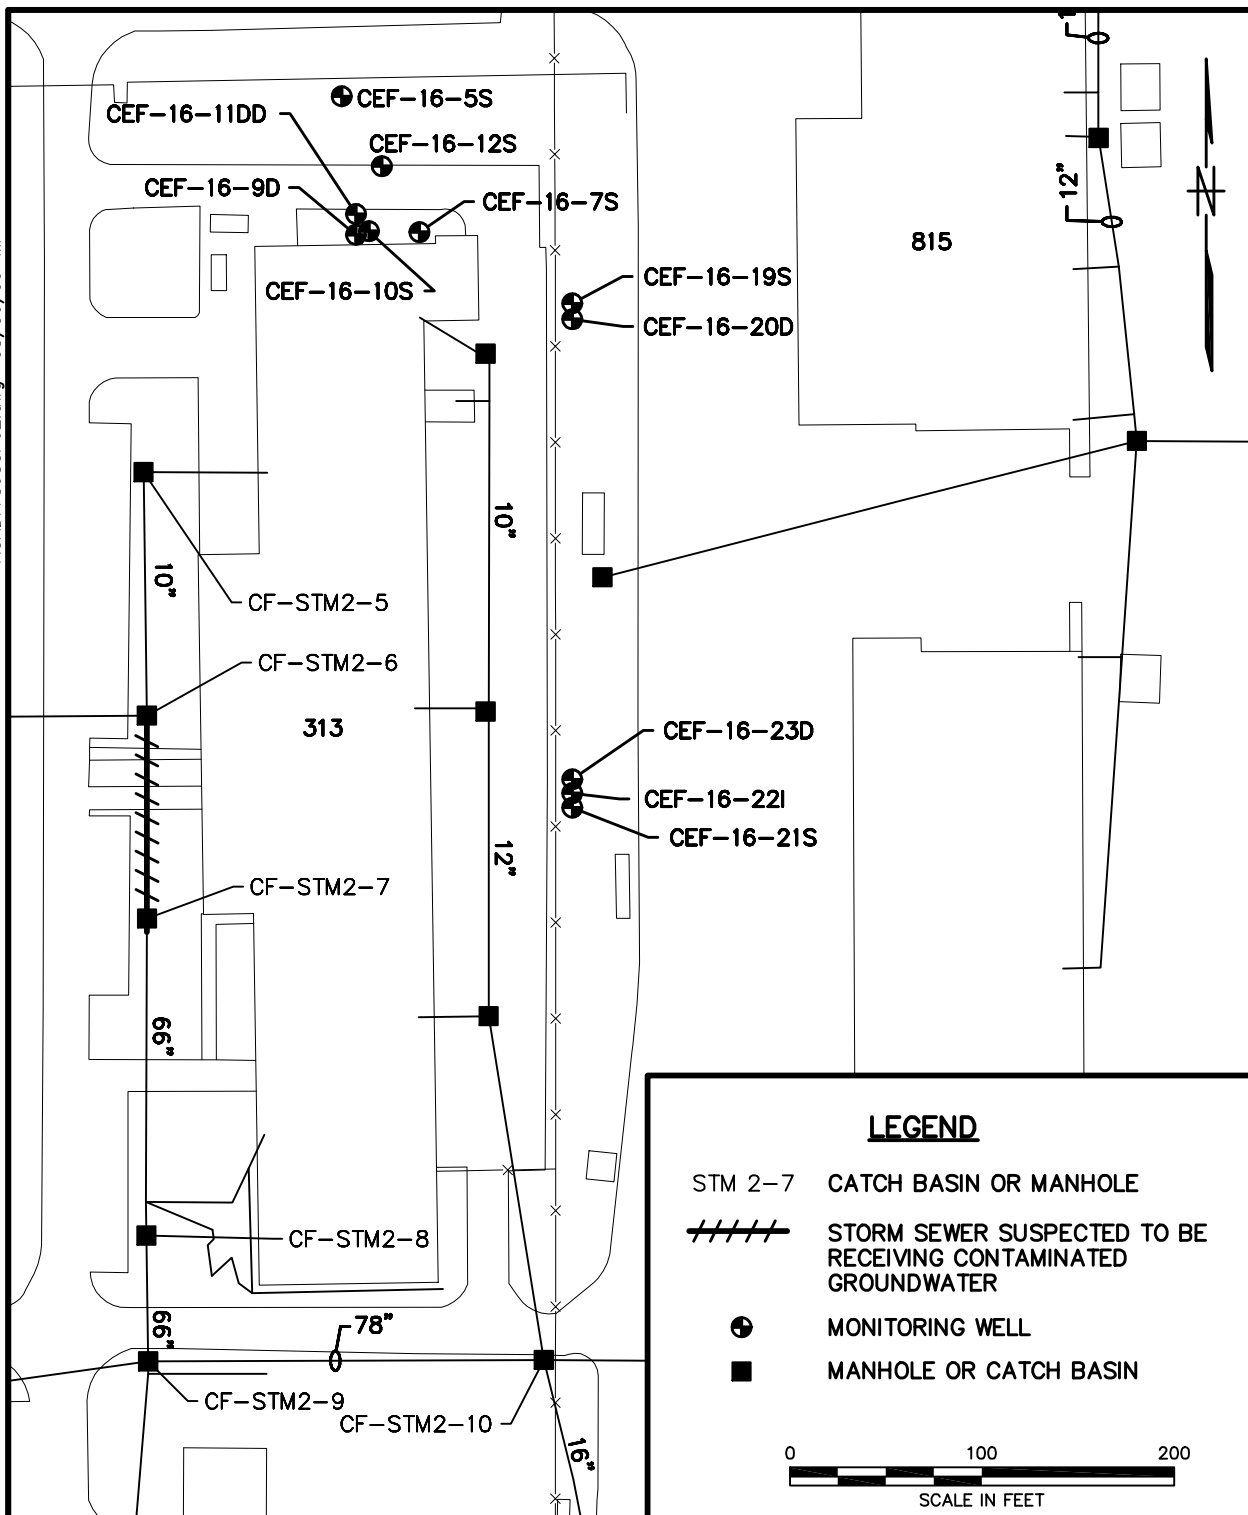 CEF-16-5S
CEF-16-11DD
CEF-16-12S
CEF-16-9D
CEF-16-7S
CEF-16-10S
CEF-16-19S
CEF-16-20D
815
12"
N
10"
10"
CF-STM2-5
CF-STM2-6
313
CEF-16-23D
CEF-16-22I
CEF-16-21S
12"
CF-STM2-7
66"
CF-STM2-8
66"
78"
CF-STM2-9
CF-STM2-10
16"
LEGEND
STM 2-7 CATCH BASIN OR MANHOLE
STORM SEWER SUSPECTED TO BE
RECEIVING CONTAMINATED
GROUNDWATER
MONITORING WELL
MANHOLE OR CATCH BASIN
0 100 200
SCALE IN FEET